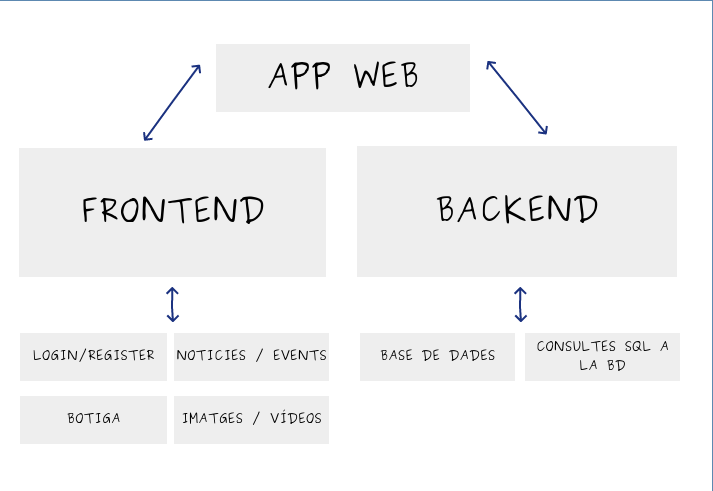 APP WEB
FRONTEND
BACKEND
LOGIN/REGISTER
NOTICIES / EVENTS
BASE DE DADES
CONSULTES SQL A
LA BD
BOTIGA
IMATGES / VÍDEOS